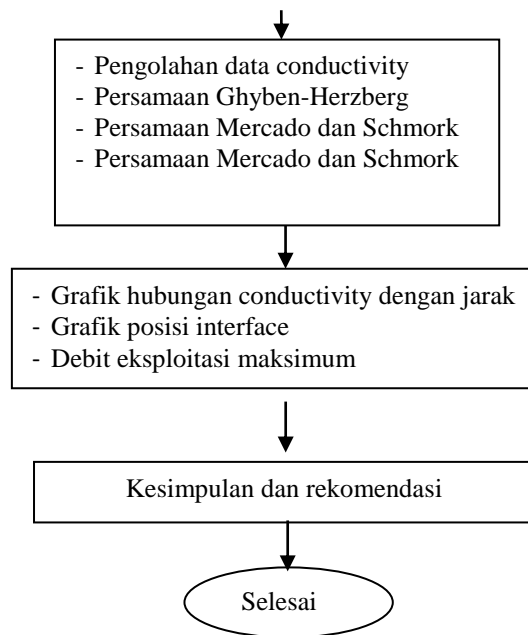 - Pengolahan data conductivity
- Persamaan Ghyben-Herzberg
- Persamaan Mercado dan Schmork
- Persamaan Mercado dan Schmork
- Grafik hubungan conductivity dengan jarak
- Grafik posisi interface
- Debit eksploitasi maksimum
Kesimpulan dan rekomendasi
Selesai